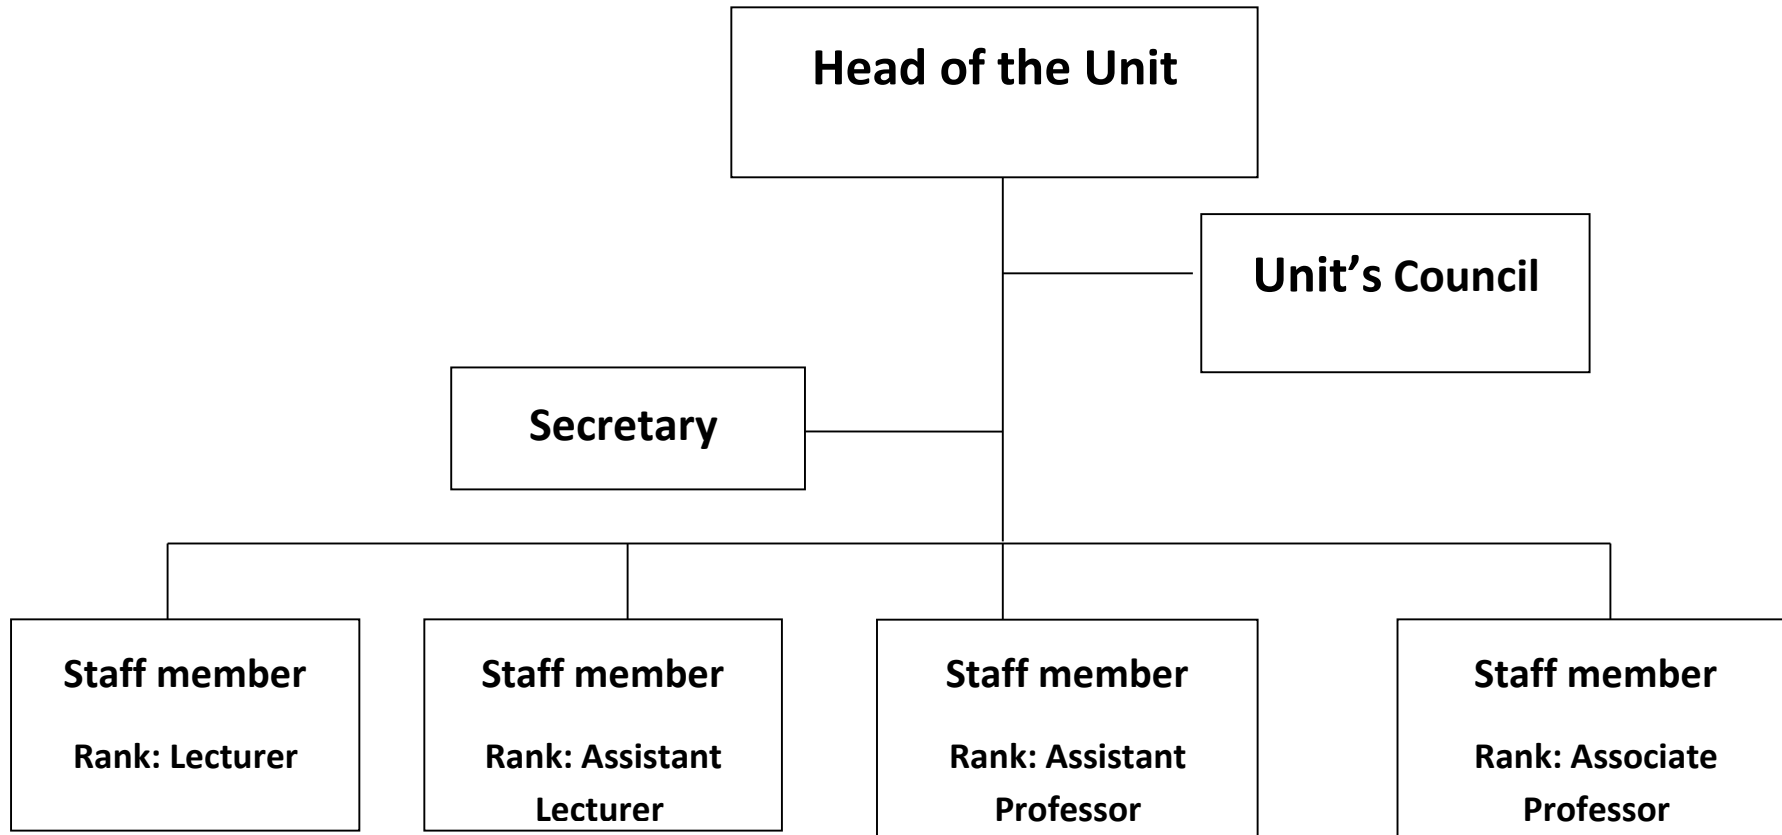 Head of the Unit
Unit’s Council
Secretary
Staff member
Rank: Lecturer
Staff member
Rank: Assistant
Lecturer
Staff member
Rank: Assistant
Professor
Staff member
Rank: Associate
Professor